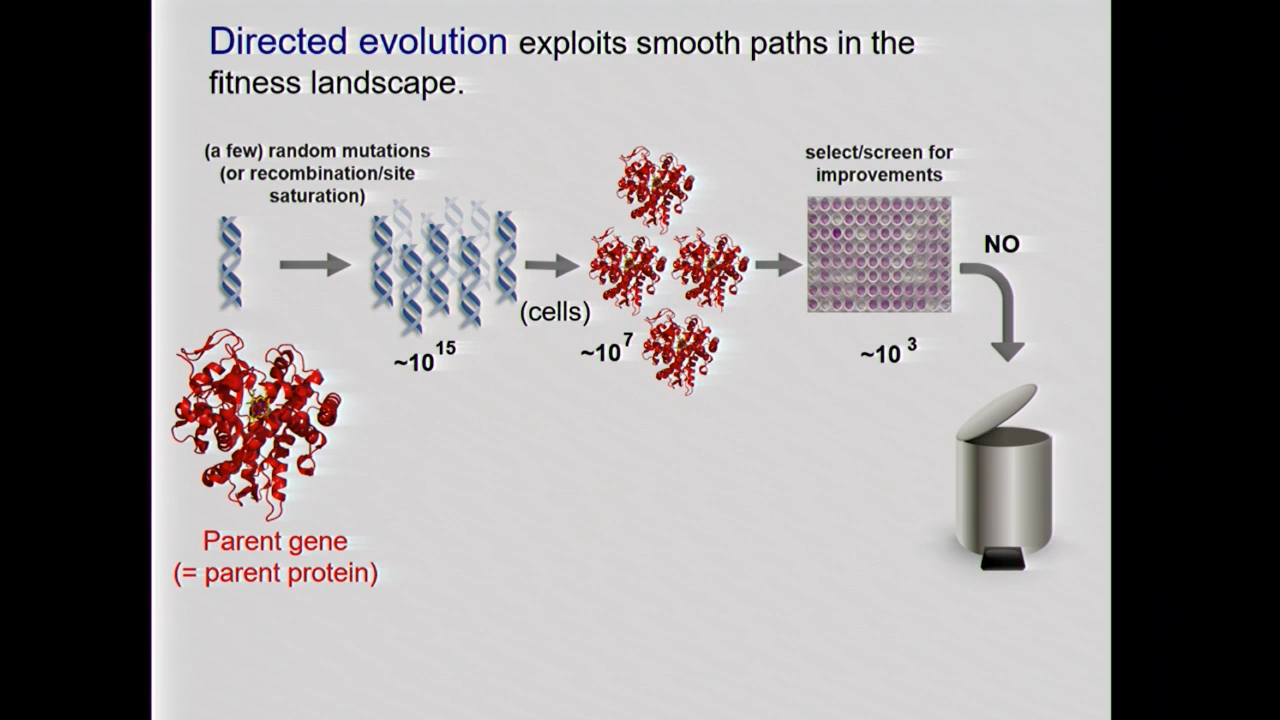 Directed evolution exploits smooth paths in the
fitness landscape.
(a few) random mutations
(or recombination/site
saturation)
select/screen for
improvements
NO
(cells)
~10^15
~10^7
~10^3
Parent gene
(= parent protein)